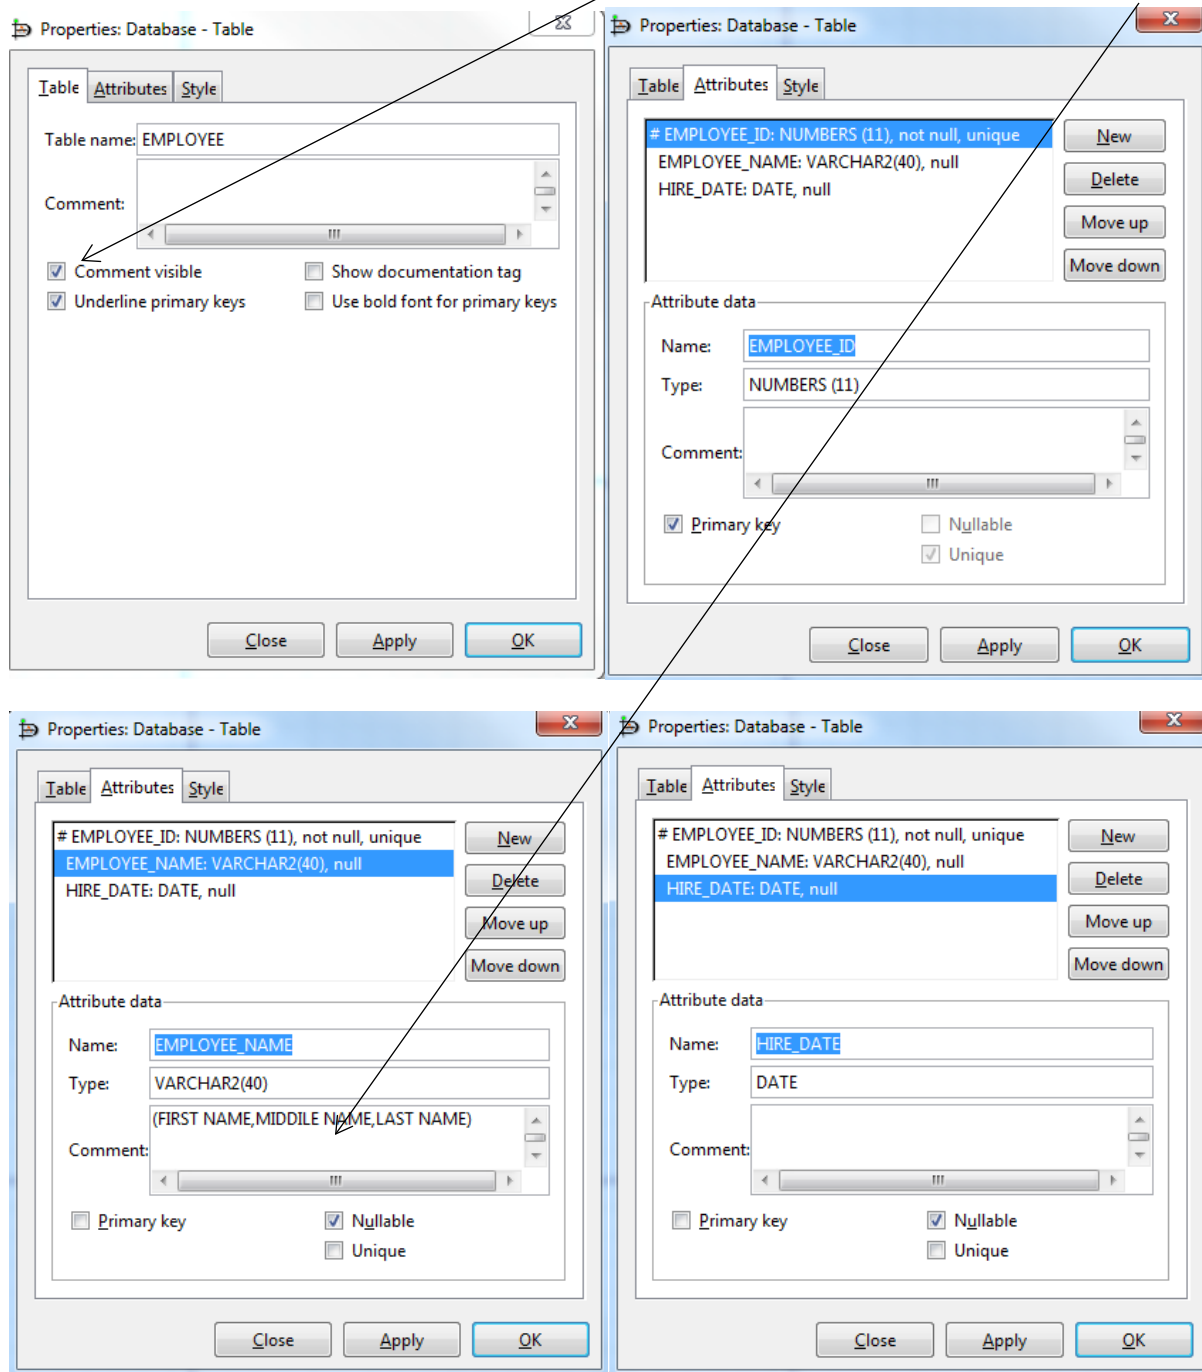 Properties: Database - Table
Table Attributes Style
Table name: EMPLOYEE
Comment:
Comment visible Show documentation tag
Underline primary keys Use bold font for primary keys
Close Apply OK
Properties: Database - Table
Table Attributes Style
# EMPLOYEE_ID: NUMBERS (11), not null, unique
EMPLOYEE_NAME: VARCHAR2(40), null
HIRE_DATE: DATE, null
New
Delete
Move up
Move down
Attribute data
Name: EMPLOYEE_ID
Type: NUMBERS (11)
Comment:
Primary key Nullable
Unique
Close Apply OK
Properties: Database - Table
Table Attributes Style
# EMPLOYEE_ID: NUMBERS (11), not null, unique
EMPLOYEE_NAME: VARCHAR2(40), null
HIRE_DATE: DATE, null
New
Delete
Move up
Move down
Attribute data
Name: EMPLOYEE_NAME
Type: VARCHAR2(40)
(FIRST NAME,MIDDILE NAME,LAST NAME)
Comment:
Primary key Nullable
Unique
Close Apply OK
Properties: Database - Table
Table Attributes Style
# EMPLOYEE_ID: NUMBERS (11), not null, unique
EMPLOYEE_NAME: VARCHAR2(40), null
HIRE_DATE: DATE, null
New
Delete
Move up
Move down
Attribute data
Name: HIRE_DATE
Type: DATE
Comment:
Primary key Nullable
Unique
Close Apply OK